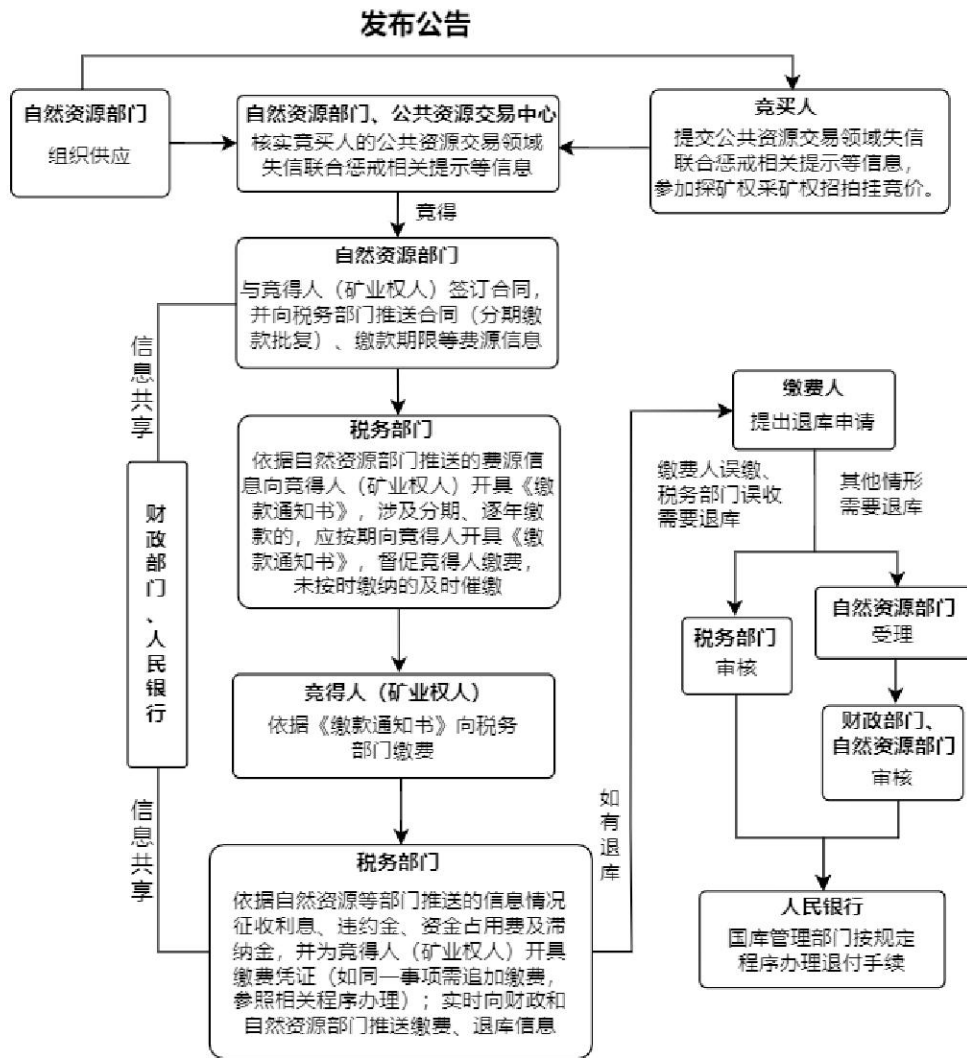 发布公告
自然资源部门
组织供应
自然资源部门、公共资源交易中心
核实竞买人的公共资源交易领域
失信联合惩戒相关提示等信息
竞买人
提交公共资源交易领域失信
联合惩戒相关提示等信息，
参加探矿权采矿权招拍挂竞价。
竞得
自然资源部门
与竞得人（矿业权人）签订合同，
并向税务部门推送合同（分期缴
款批复）、缴款期限等费源信息
信息共享
税务部门
依据自然资源部门推送的费源信
息向竞得人（矿业权人）开具《缴
款通知书》，涉及分期、逐年缴
款的，应按期向竞得人开具《缴
款通知书》，督促竞得人缴费，
未按时缴纳的及时催缴
财政部门、人民银行
竞得人（矿业权人）
依据《缴款通知书》向税务
部门缴费
信息共享
税务部门
依据自然资源等部门推送的信息情况
征收利息、违约金、资金占用费及滞
纳金，并为竞得人（矿业权人）开具
缴费凭证（如同一事项需追加缴费，
参照相关程序办理）；实时向财政和
自然资源部门推送缴费、退库信息
如有退库
缴费人
提出退库申请
缴费人误缴、
税务部门误收
需要退库
其他情形
需要退库
税务部门
审核
自然资源部门
受理
财政部门、
自然资源部门
审核
人民银行
国库管理部门按规定
程序办理退付手续